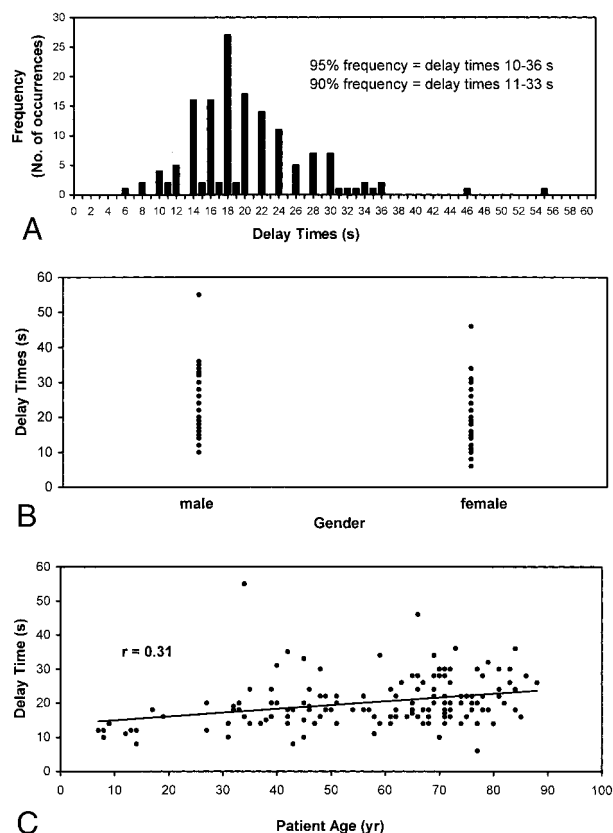 30
25
20
15
10
5
0
Frequency
(No. of occurrences)
95% frequency = delay times 10-36 s
90% frequency = delay times 11-33 s
0 2 4 6 8 10 12 14 16 18 20 22 24 26 28 30 32 34 36 46 48 50 52 54 56 58 60
A
Delay Times (s)
60
50
40
30
20
10
0
Delay Times (s)
male
female
B
Gender
60
50
40
30
20
10
0
Delay Time (s)
r = 0.31
0 10 20 30 40 50 60 70 80 90 100
C
Patient Age (yr)